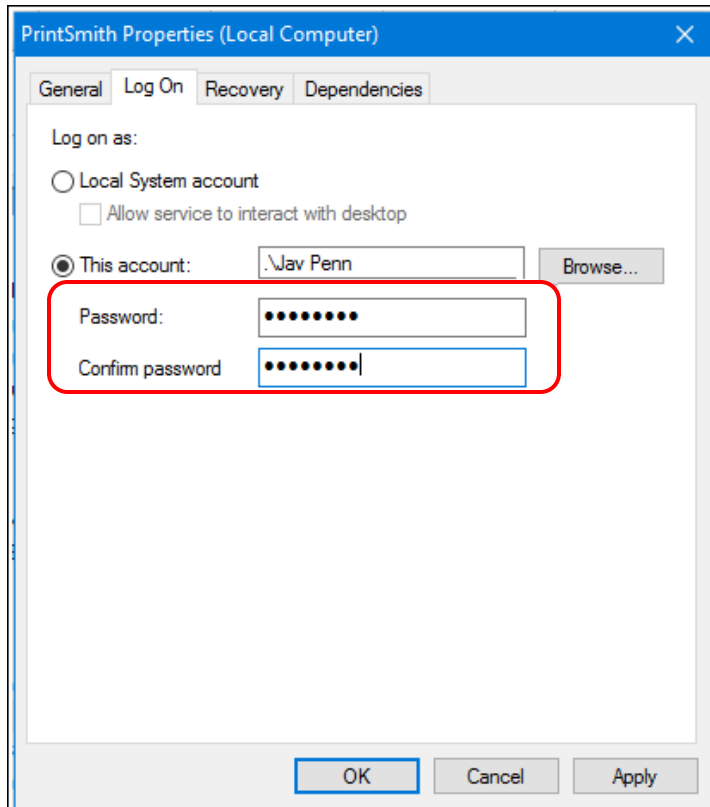 PrintSmith Properties (Local Computer)
General Log On Recovery Dependencies
Log on as:
Local System account
Allow service to interact with desktop
This account: .\Jav Penn Browse...
Password: ●●●●●●●●
Confirm password ●●●●●●●●
OK Cancel Apply